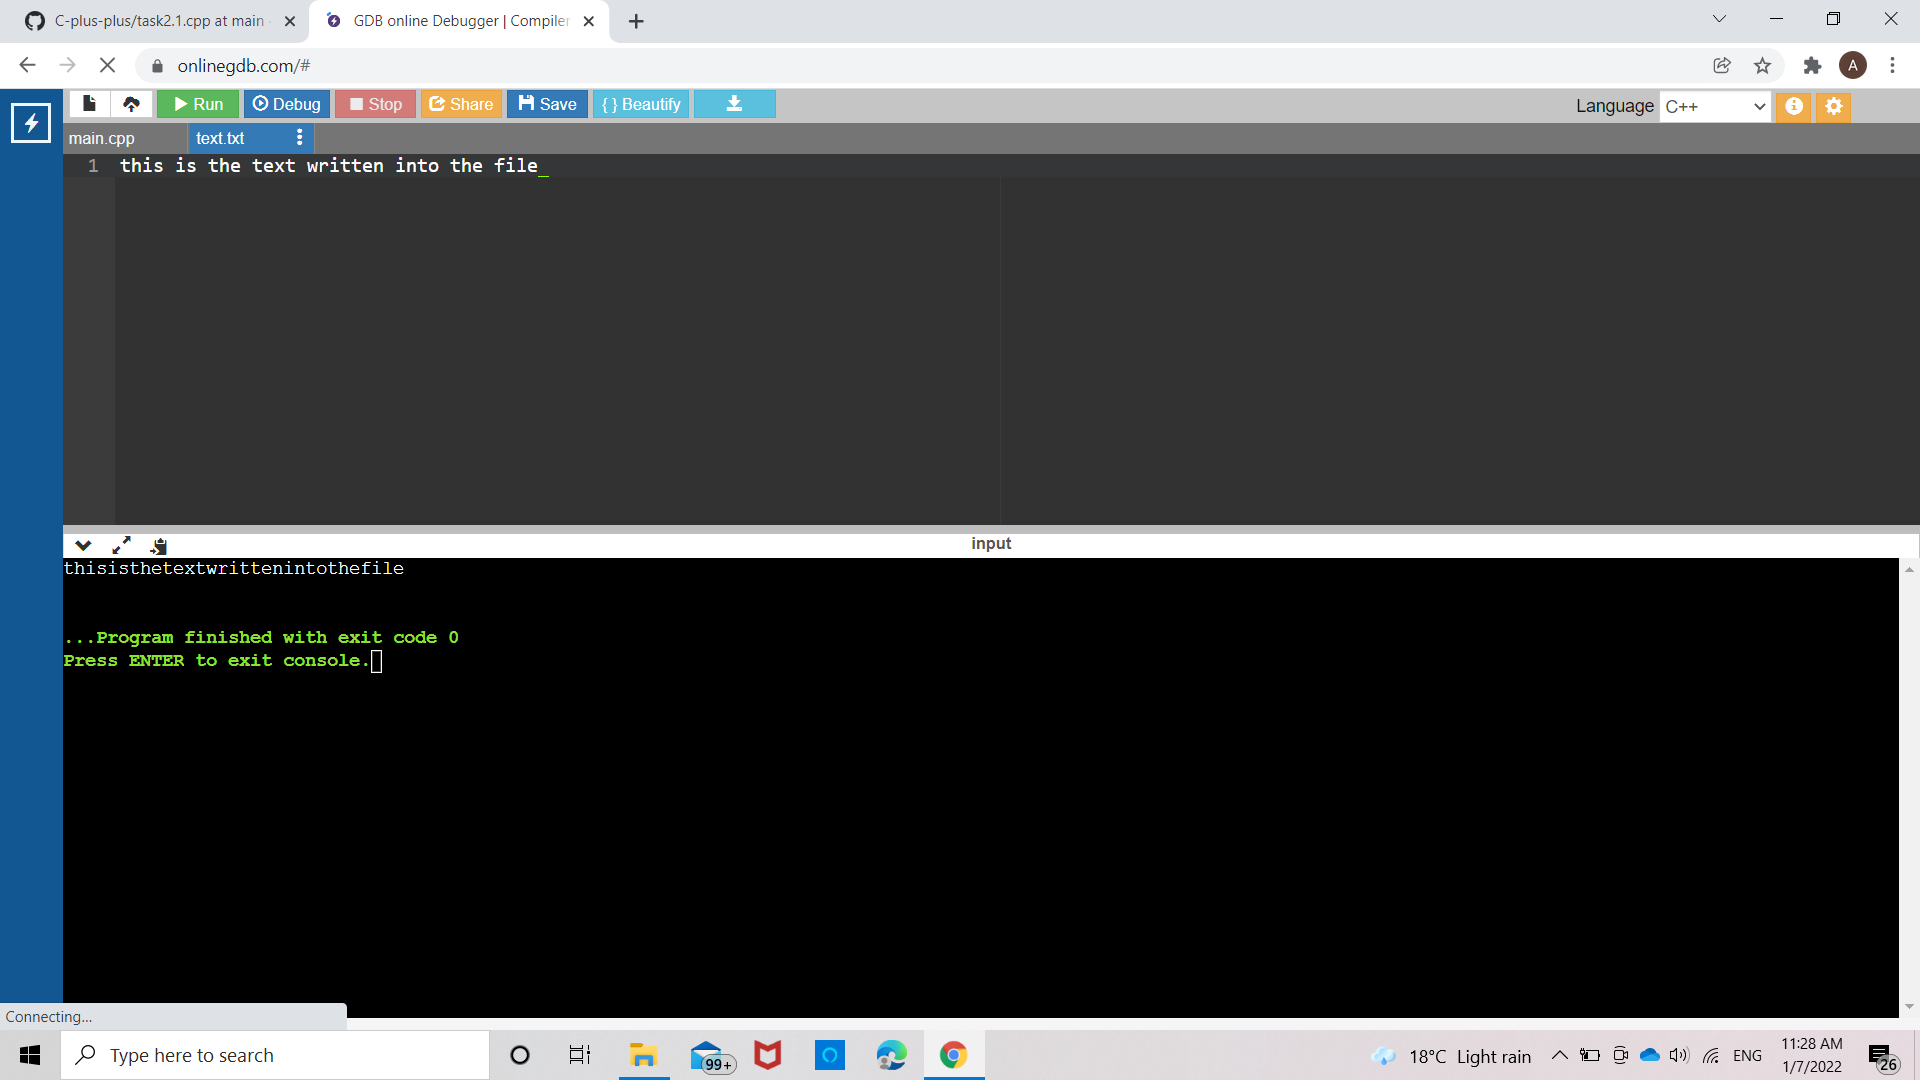 C-plus-plus/task2.1.cpp at main
GDB online Debugger | Compiler
onlinegdb.com/#
A
Run
Debug
Stop
Share
Save
{ } Beautify
Language
C++
main.cpp
text.txt
1 this is the text written into the file
input
thisisthetextwrittenintothefile
...Program finished with exit code 0
Press ENTER to exit console.
Connecting...
Type here to search
99+
18°C Light rain
ENG
11:28 AM
1/7/2022
26